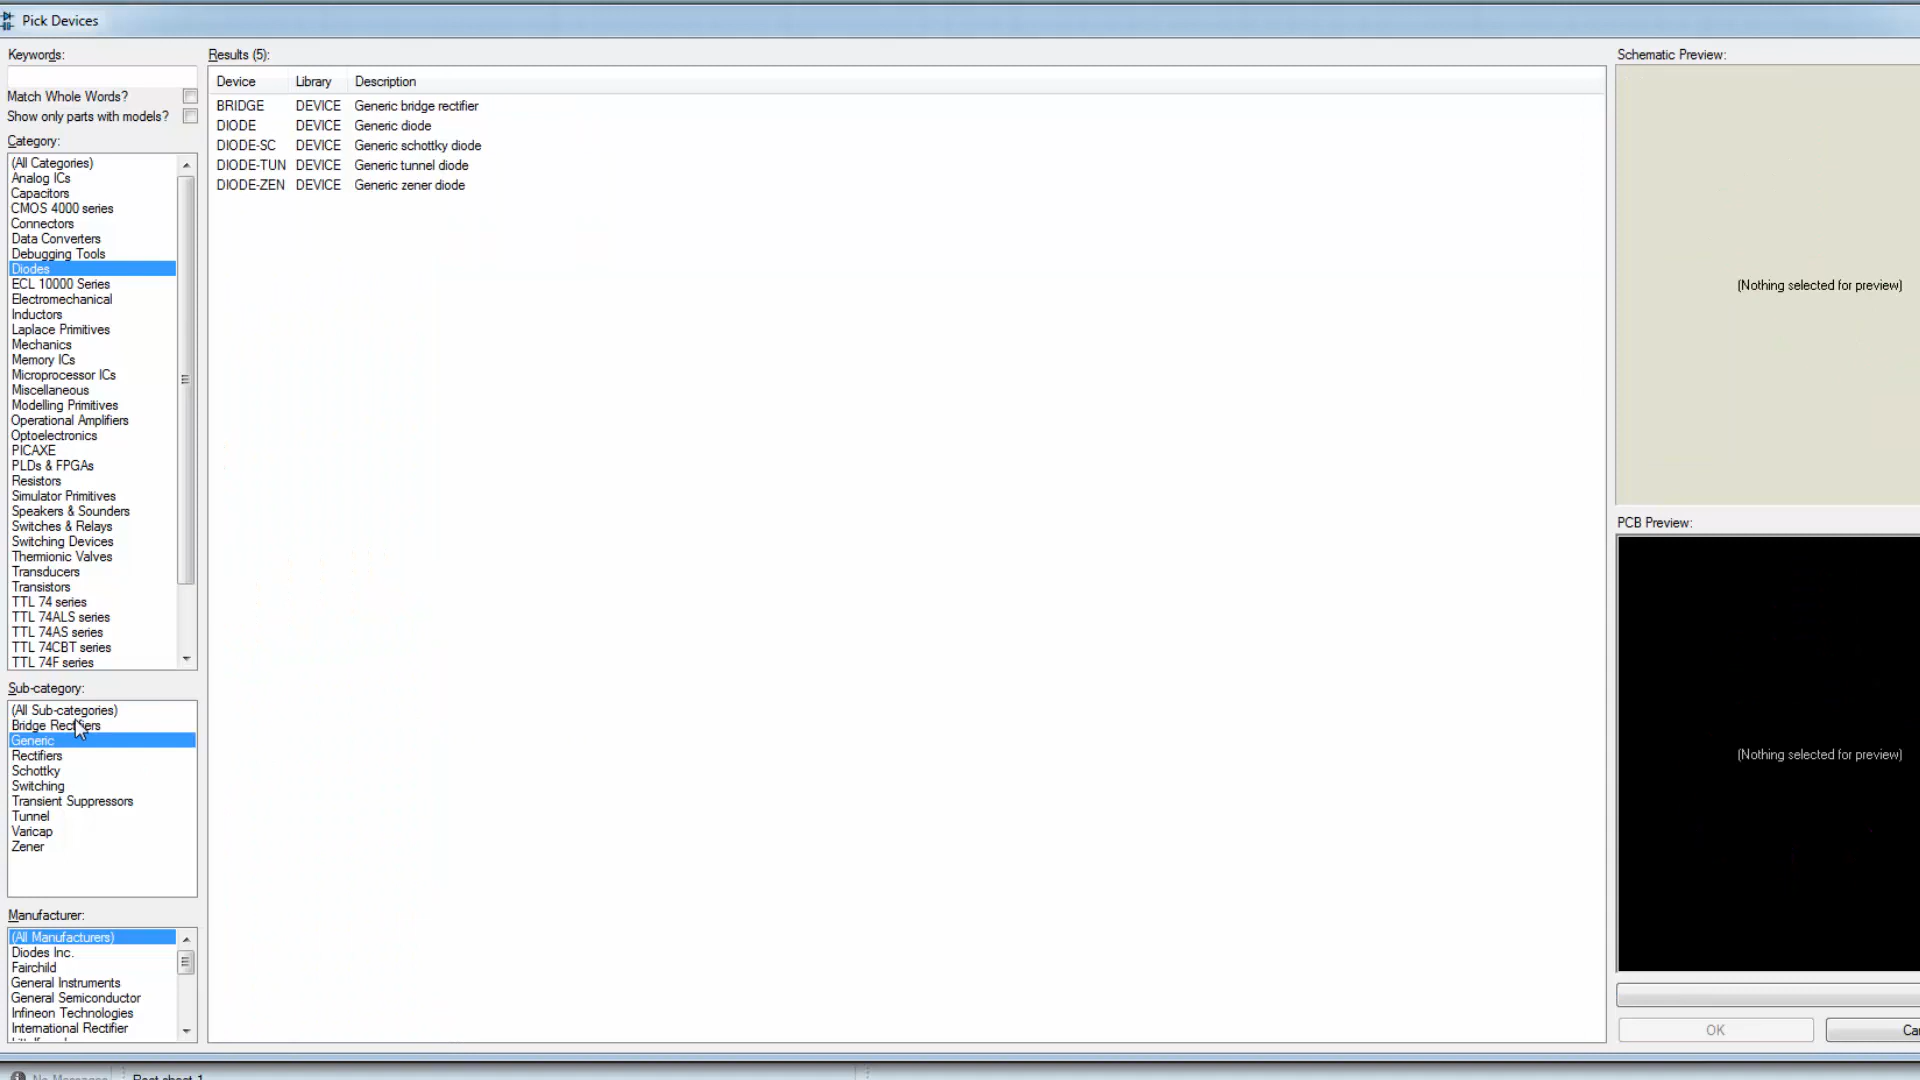 Pick Devices
Keywords:
Match Whole Words?
Show only parts with models?
Category:
(All Categories)
Analog ICs
Capacitors
CMOS 4000 series
Connectors
Data Converters
Debugging Tools
Diodes
ECL 10000 Series
Electromechanical
Inductors
Laplace Primitives
Mechanics
Memory ICs
Microprocessor ICs
Miscellaneous
Modelling Primitives
Operational Amplifiers
Optoelectronics
PICAXE
PLDs & FPGAs
Resistors
Simulator Primitives
Speakers & Sounders
Switches & Relays
Switching Devices
Thermionic Valves
Transducers
Transistors
TTL 74 series
TTL 74ALS series
TTL 74AS series
TTL 74CBT series
TTL 74F series
Sub-category:
(All Sub-categories)
Bridge Rectifiers
Generic
Rectifiers
Schottky
Switching
Transient Suppressors
Tunnel
Varicap
Zener
Manufacturer:
(All Manufacturers)
Diodes Inc.
Fairchild
General Instruments
General Semiconductor
Infineon Technologies
International Rectifier
Results (5):
Device Library Description
BRIDGE DEVICE Generic bridge rectifier
DIODE DEVICE Generic diode
DIODE-SC DEVICE Generic schottky diode
DIODE-TUN DEVICE Generic tunnel diode
DIODE-ZEN DEVICE Generic zener diode
Schematic Preview:
(Nothing selected for preview)
PCB Preview:
(Nothing selected for preview)
OK
Ca
No Messages
Root sheet 1